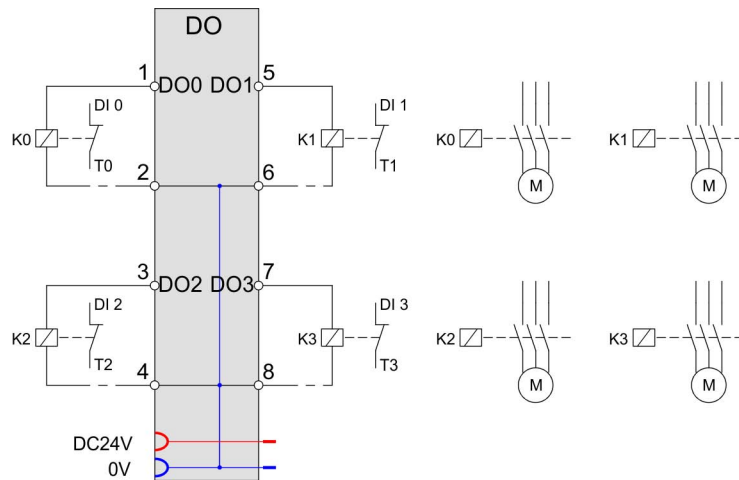 DO
1 DO0 DO1 5
DI 0 DI 1
K0 K1 K0 K1
T0 T1
2 6 M M
3 DO2 DO3 7
DI 2 DI 3
K2 K3 K2 K3
T2 T3
4 8 M M
DC24V
0V